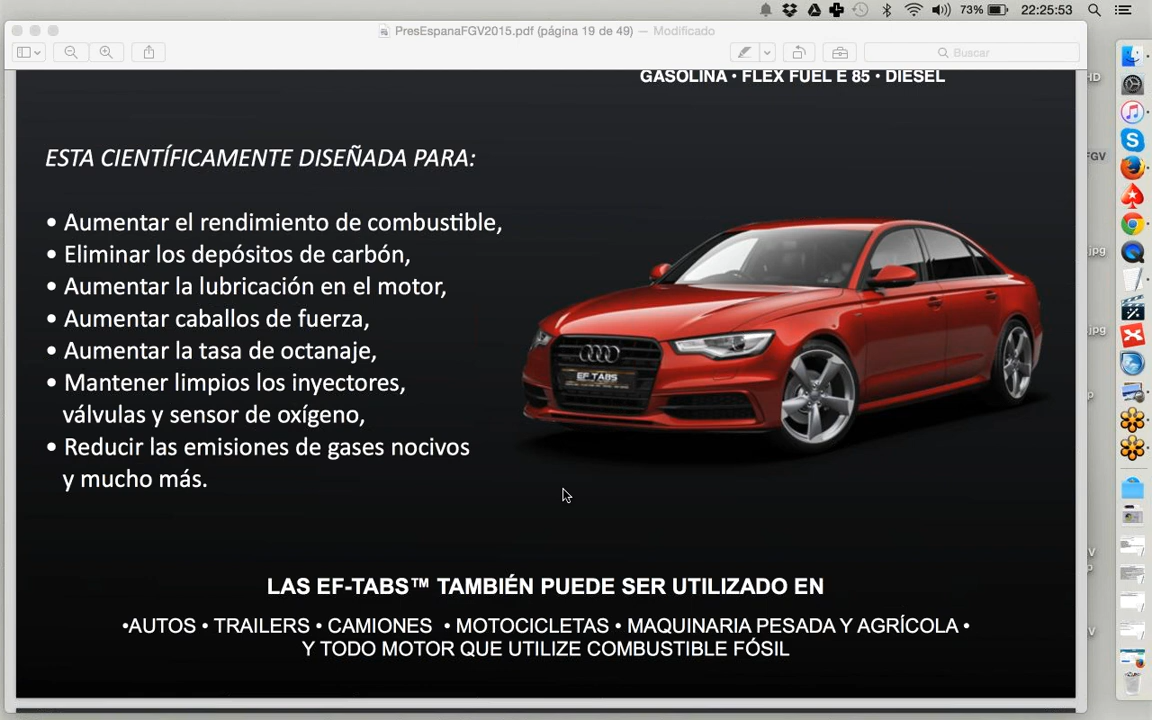 73%
22:25:53
PresEspanaFGV2015.pdf (página 19 de 49) — Modificado
Buscar
GASOLINA • FLEX FUEL E 85 • DIESEL
HD
ESTA CIENTÍFICAMENTE DISEÑADA PARA:
FGV
• Aumentar el rendimiento de combustible,
• Eliminar los depósitos de carbón,
.jpg
• Aumentar la lubricación en el motor,
• Aumentar caballos de fuerza,
.jpg
• Aumentar la tasa de octanaje,
EF TABS
• Mantener limpios los inyectores,
válvulas y sensor de oxígeno,
• Reducir las emisiones de gases nocivos
y mucho más.
LAS EF-TABS™ TAMBIÉN PUEDE SER UTILIZADO EN
•AUTOS • TRAILERS • CAMIONES • MOTOCICLETAS • MAQUINARIA PESADA Y AGRÍCOLA •
Y TODO MOTOR QUE UTILIZE COMBUSTIBLE FÓSIL